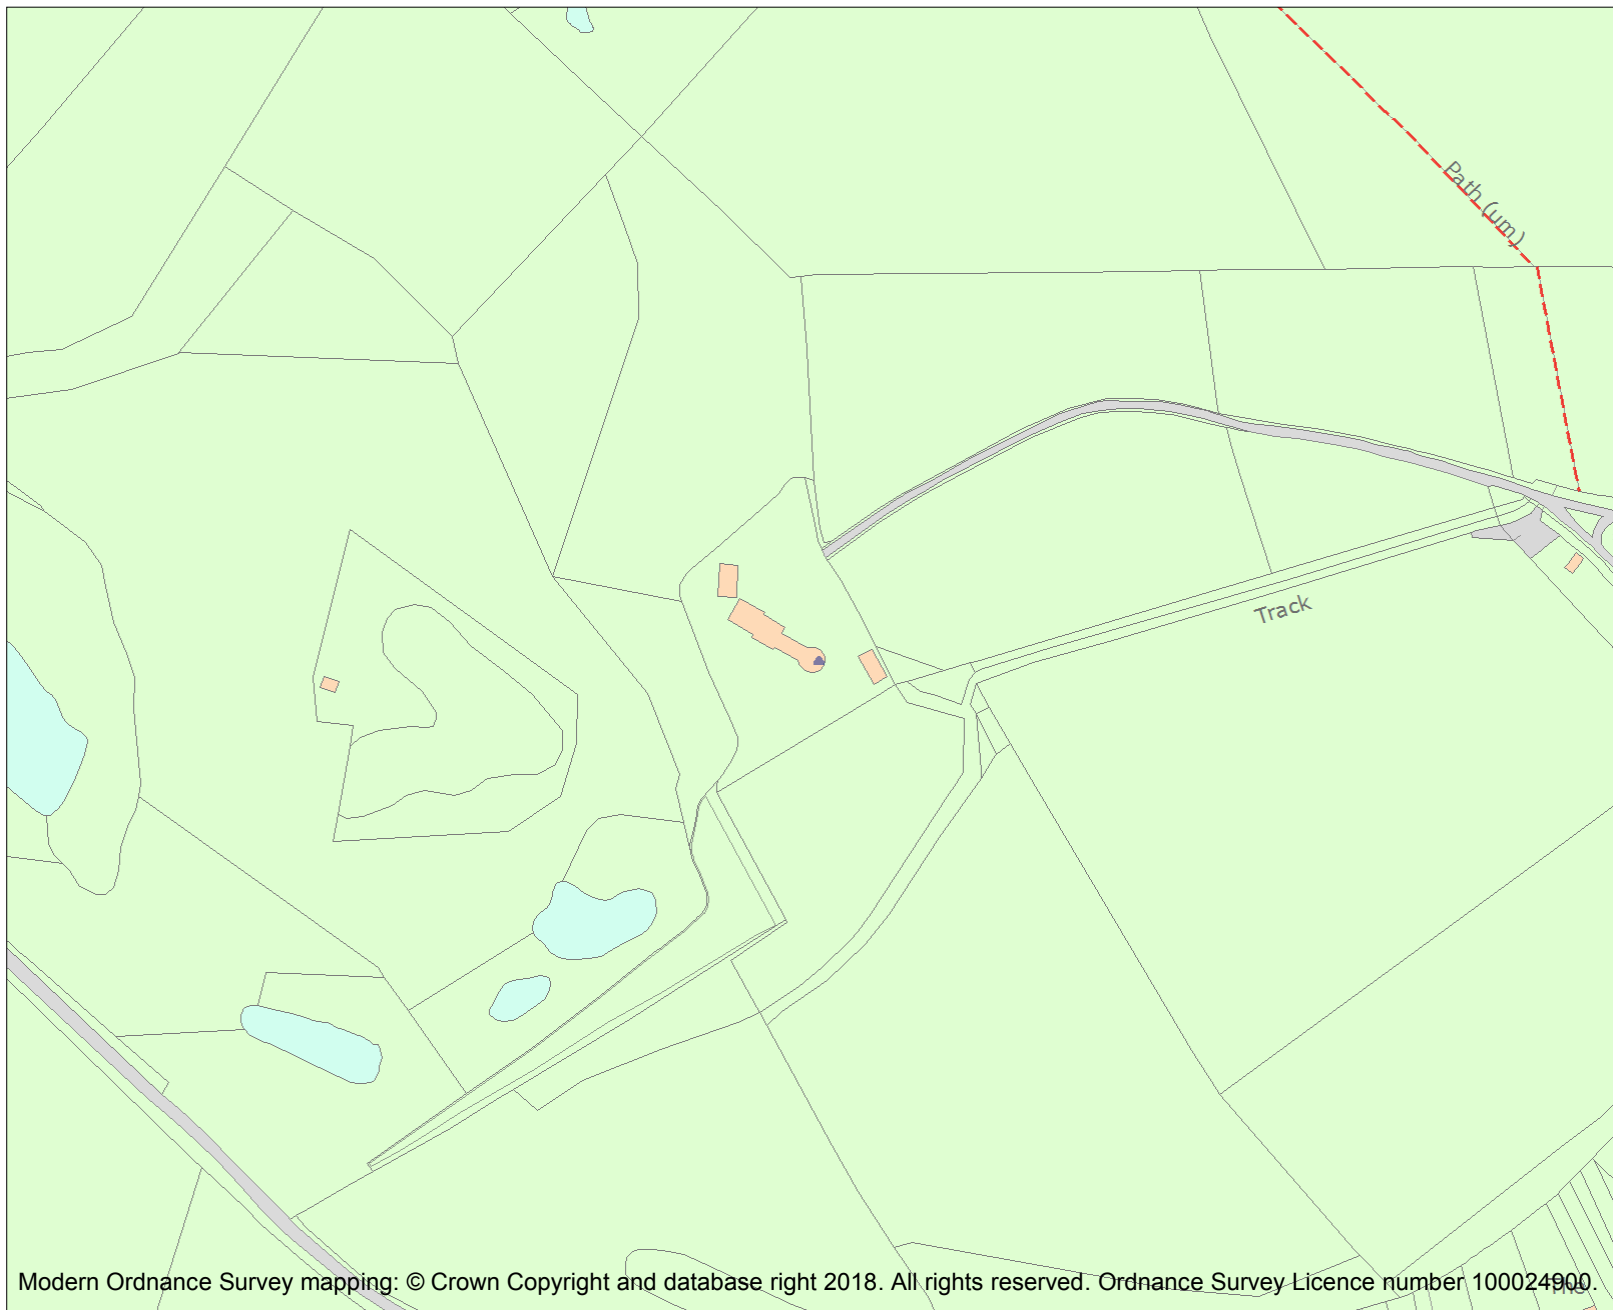 Path (um)
Track
The
Modern Ordnance Survey mapping: © Crown Copyright and database right 2018. All rights reserved. Ordnance Survey Licence number 100024900.